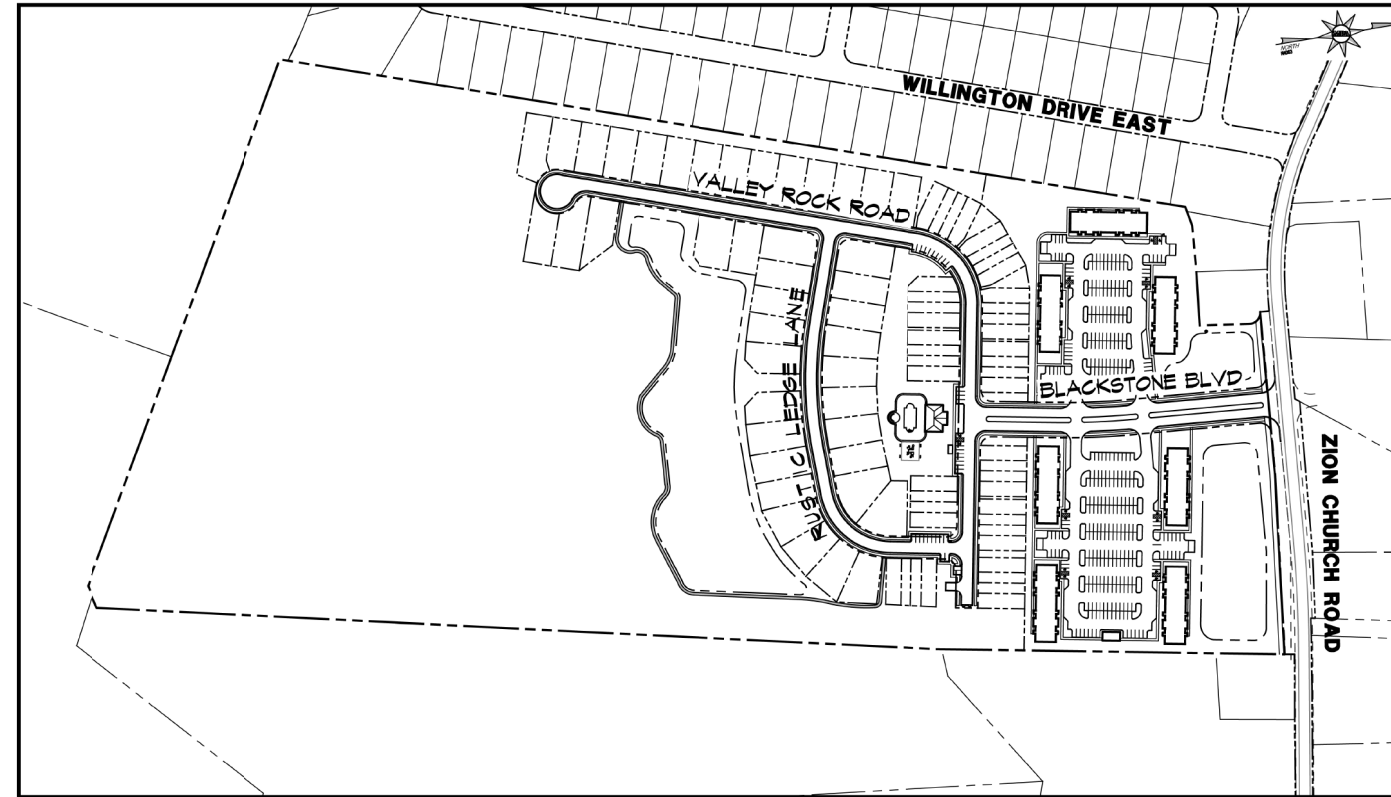 WILLINGTON DRIVE EAST
NORTH
VALLEY ROCK ROAD
RUSTIC LEDGE LANE
BLACKSTONE BLVD
ZION CHURCH ROAD